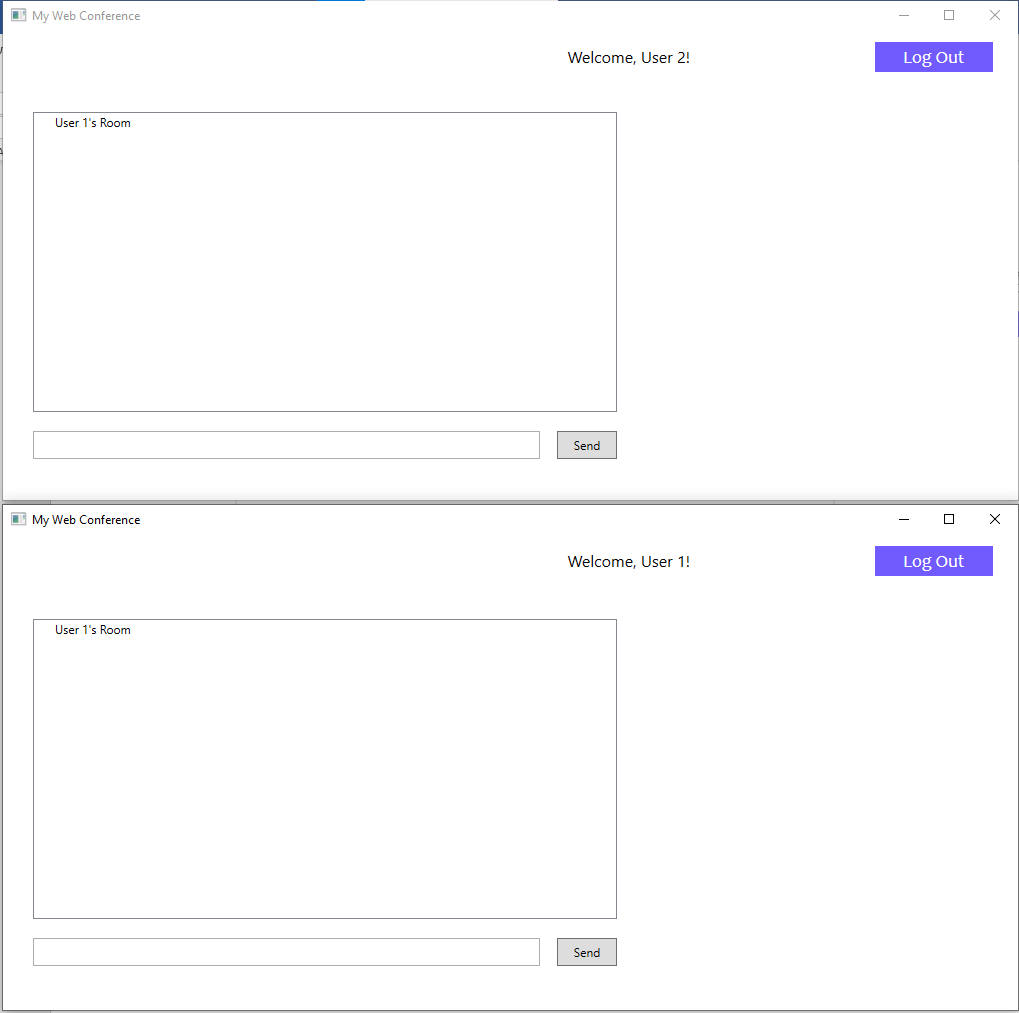 My Web Conference
Welcome, User 2!
Log Out
User 1's Room
Send
My Web Conference
Welcome, User 1!
Log Out
User 1's Room
Send